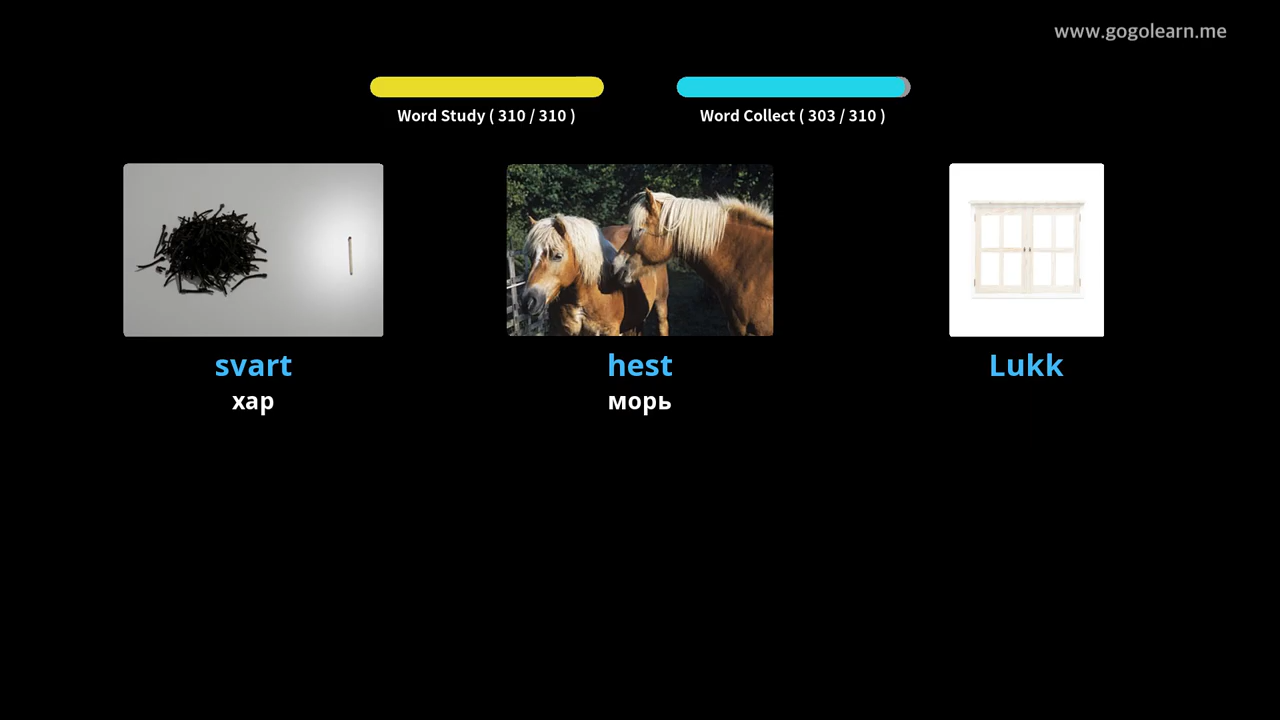 www.gogolearn.me
Word Study ( 310 / 310 )
Word Collect ( 303 / 310 )
svart
хар
hest
морь
Lukk